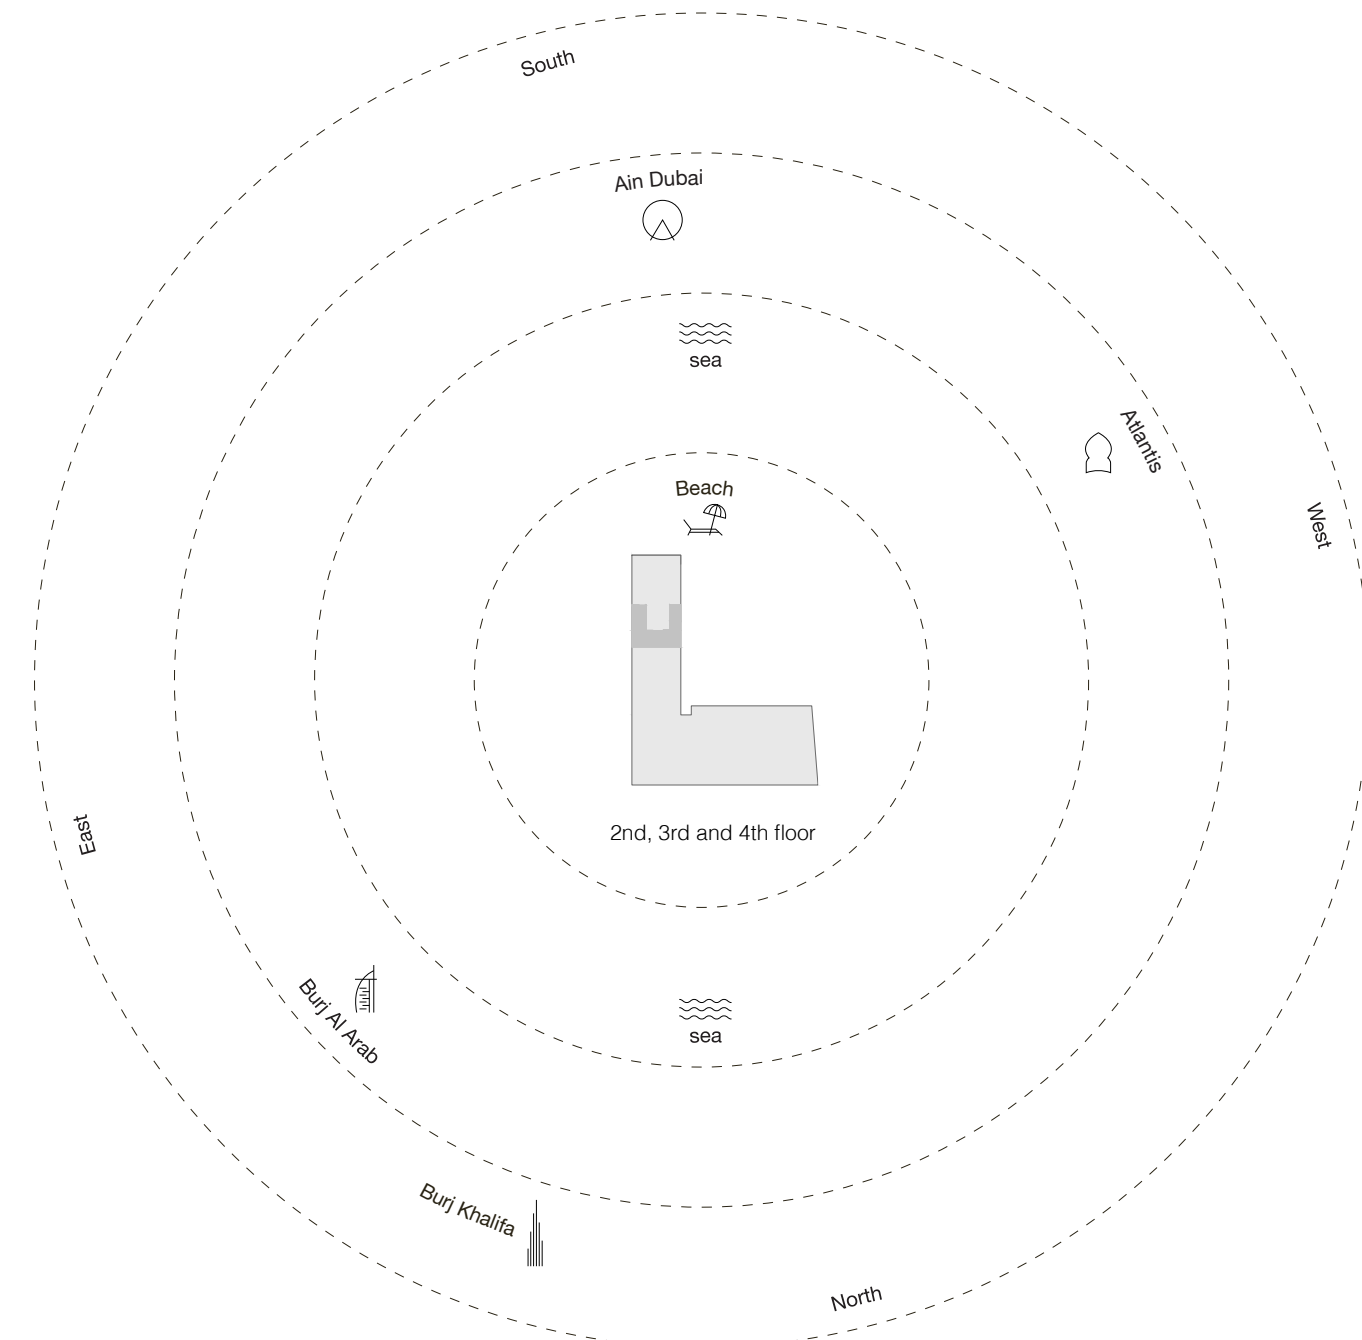 South
Ain Dubai
sea
Atlantis
Beach
West
East
2nd, 3rd and 4th floor
Burj Al Arab
sea
Burj Khalifa
North